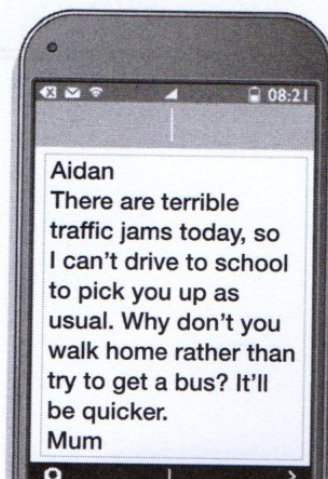 08:21
Aidan
There are terrible
traffic jams today, so
I can't drive to school
to pick you up as
usual. Why don't you
walk home rather than
try to get a bus? It'll
be quicker.
Mum